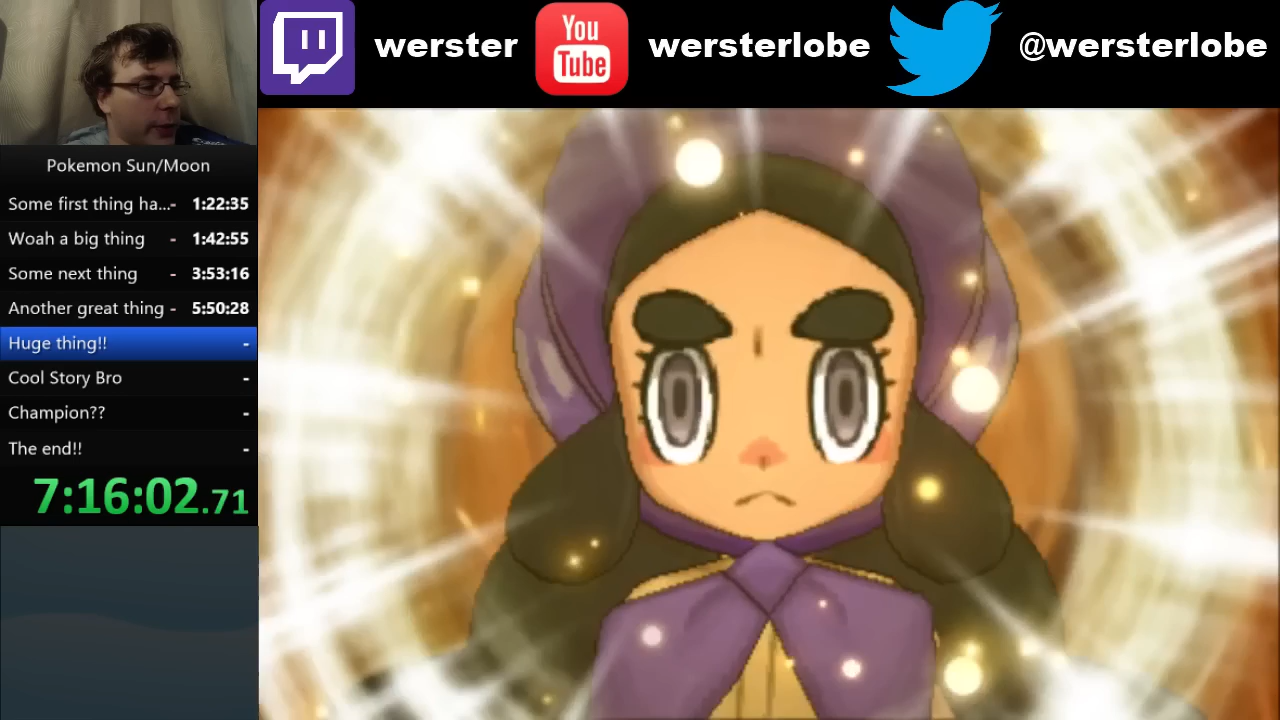 werster
You
Tube
wersterlobe
@wersterlobe
Pokemon Sun/Moon
Some first thing ha...- 1:22:35
Woah a big thing - 1:42:55
Some next thing - 3:53:16
Another great thing - 5:50:28
Huge thing!! -
Cool Story Bro -
Champion?? -
The end!! -
7:16:02.71